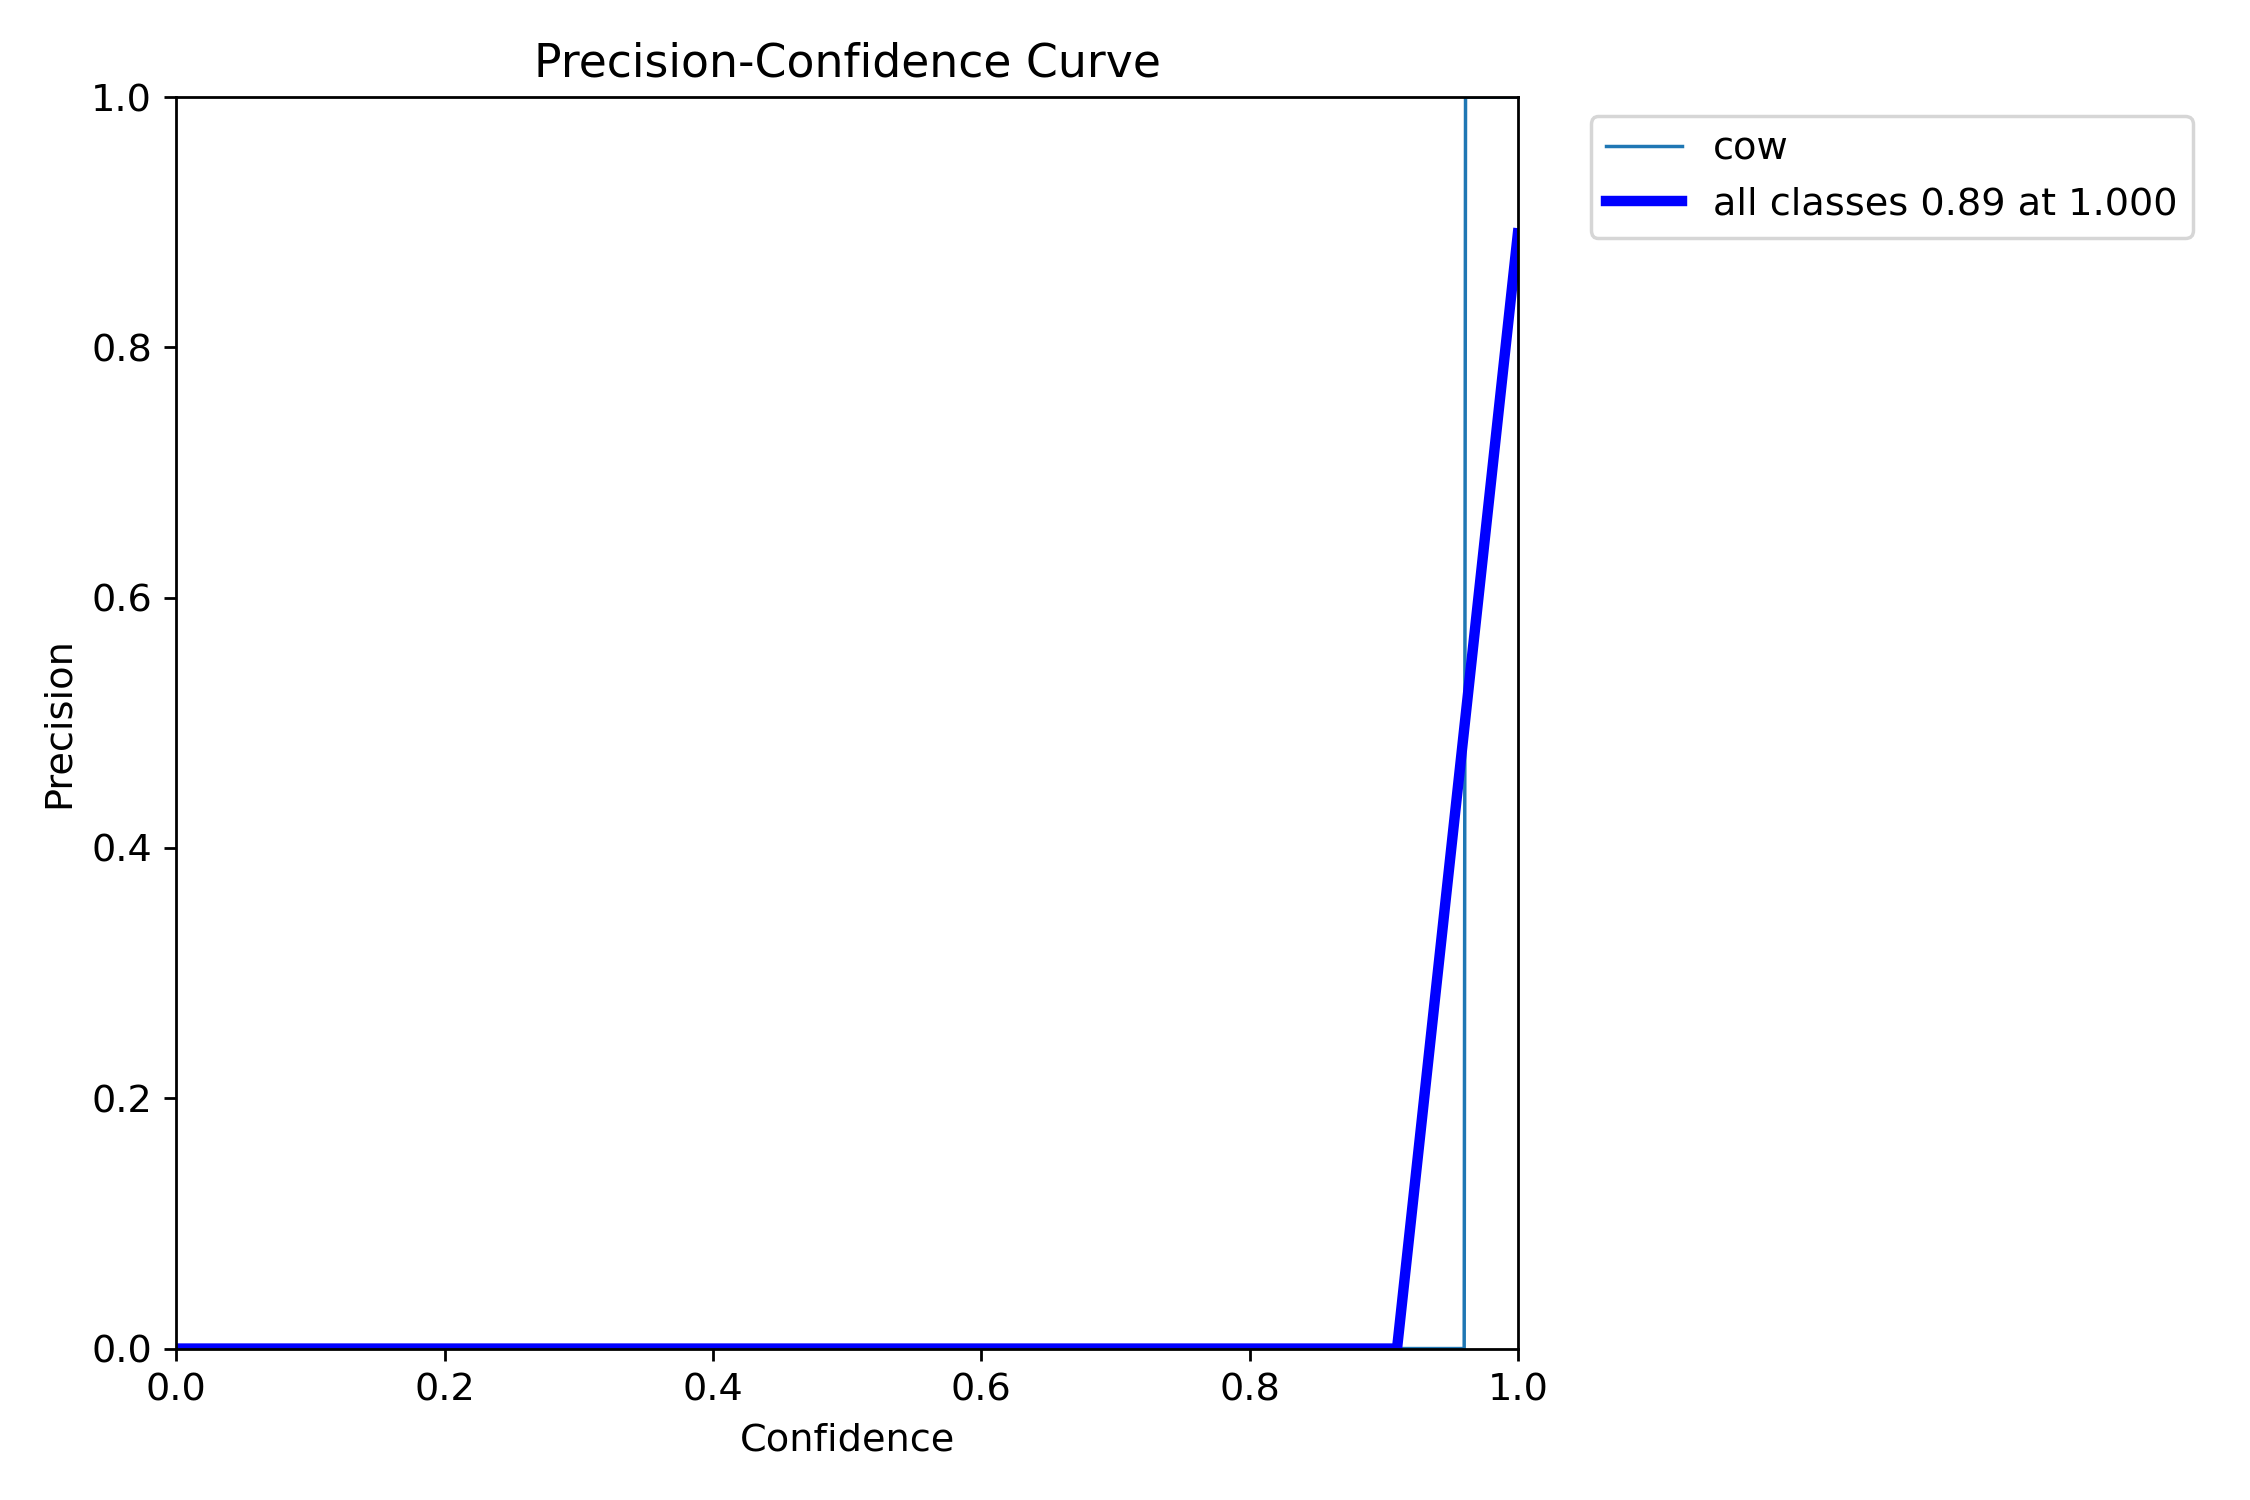 Precision-Confidence Curve
1.0
0.8
0.6
0.4
0.2
0.0
Precision
0.0 0.2 0.4 0.6 0.8 1.0
Confidence
cow
all classes 0.89 at 1.000